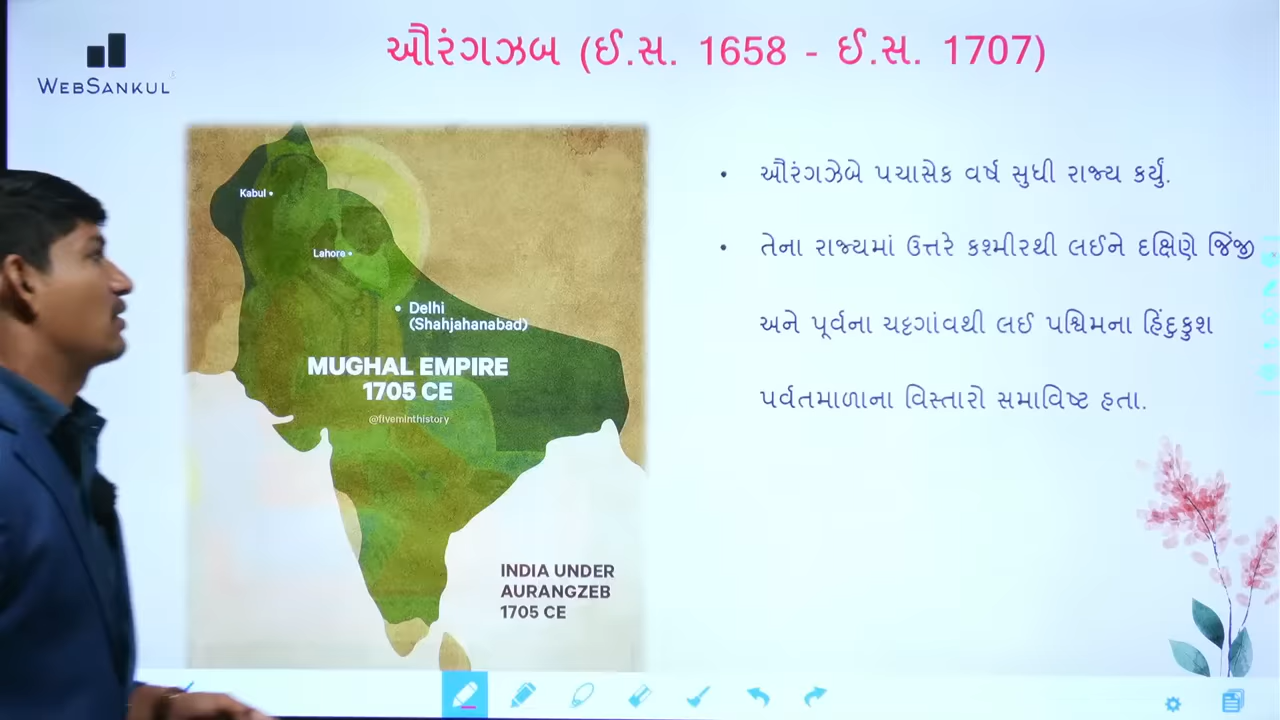 WEBSANKUL
ઔરંગઝબ (ઈ.સ. 1658 - ઈ.સ. 1707)
Kabul
Lahore
Delhi
(Shahjahanabad)
MUGHAL EMPIRE
1705 CE
@fiveminthistory
INDIA UNDER
AURANGZEB
1705 CE
• ઔરંગઝેબે પચાસેક વર્ષ સુધી રાજ્ય કર્યું.
• તેના રાજ્યમાં ઉત્તરે કશ્મીરથી લઈને દક્ષિણે જિંજી
અને પૂર્વના ચટ્ટગાંવથી લઈ પશ્ચિમના હિંદુકુશ
પર્વતમાળાના વિસ્તારો સમાવિષ્ટ હતા.